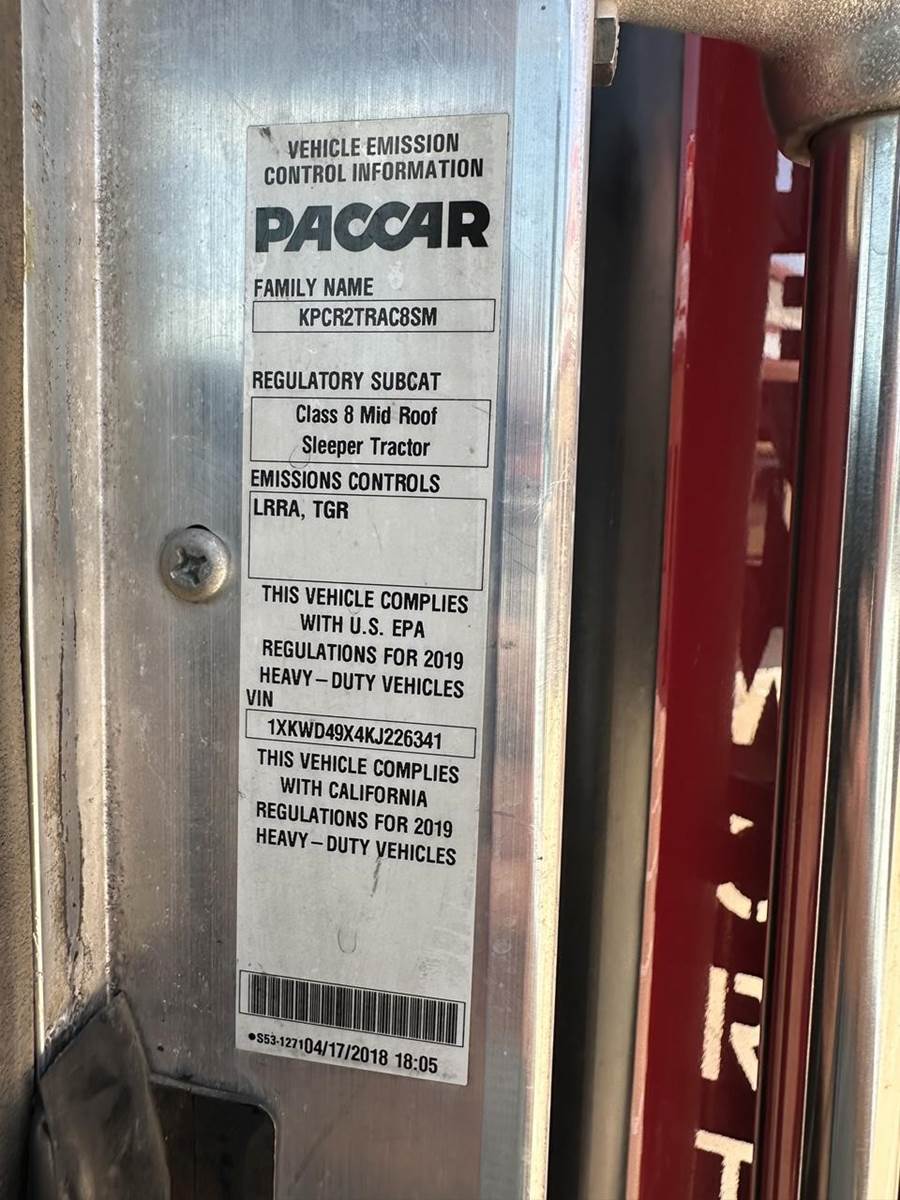 VEHICLE EMISSION
CONTROL INFORMATION
PACCAR
FAMILY NAME
KPCR2TRAC8SM
REGULATORY SUBCAT
Class 8 Mid Roof
Sleeper Tractor
EMISSIONS CONTROLS
LRRA, TGR
THIS VEHICLE COMPLIES
WITH U.S. EPA
REGULATIONS FOR 2019
HEAVY–DUTY VEHICLES
VIN
1XKWD49X4KJ226341
THIS VEHICLE COMPLIES
WITH CALIFORNIA
REGULATIONS FOR 2019
HEAVY–DUTY VEHICLES
●S53-127104/17/2018 18:05